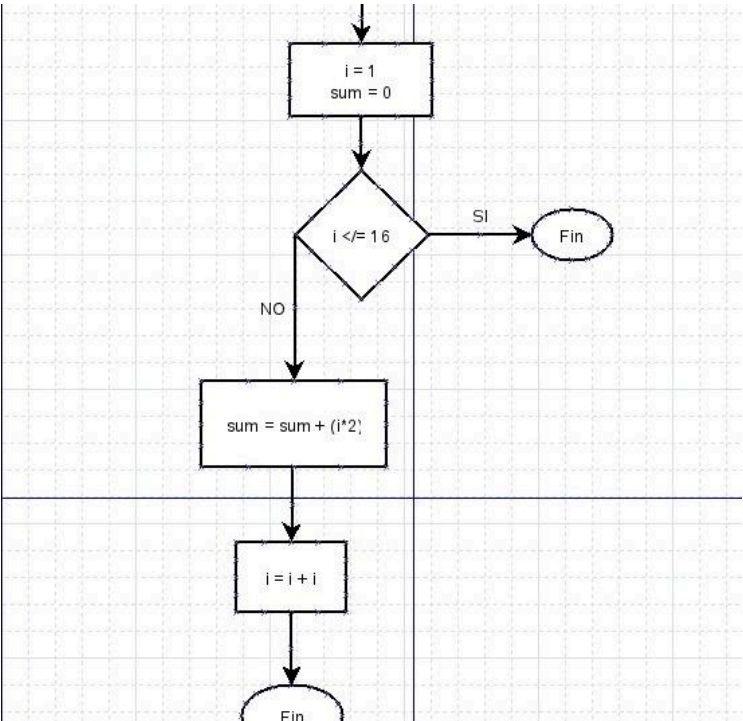 i = 1
sum = 0
i </= 16
SI
Fin
NO
sum = sum + (i*2)
i = i + i
Fin